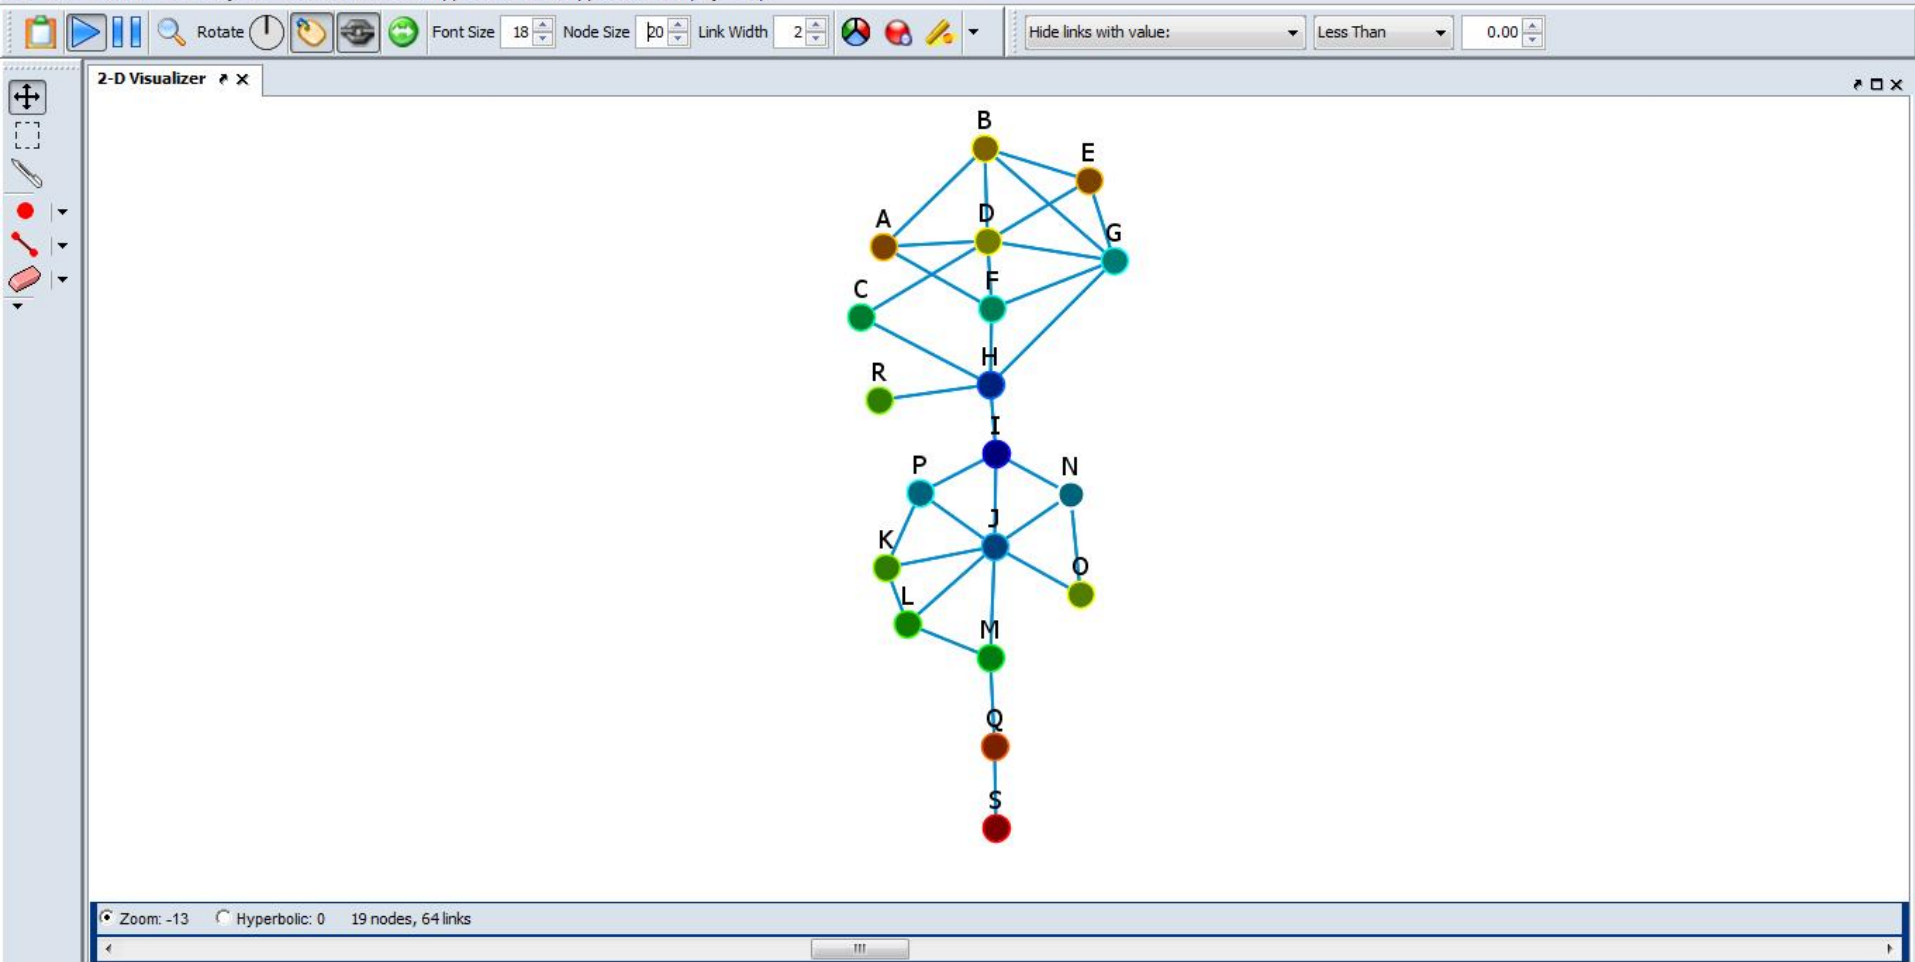 Rotate Font Size 18 Node Size 20 Link Width 2 Hide links with value: Less Than 0.00
2-D Visualizer
B
E
A
D
G
C
F
H
R
I
P
N
J
K
O
L
M
Q
S
Zoom: -13 Hyperbolic: 0 19 nodes, 64 links